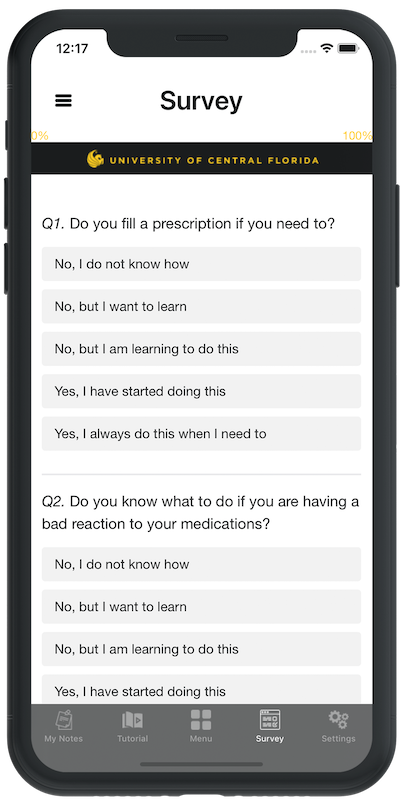 12:17
Survey
0% 100%
UNIVERSITY OF CENTRAL FLORIDA
Q1. Do you fill a prescription if you need to?
No, I do not know how
No, but I want to learn
No, but I am learning to do this
Yes, I have started doing this
Yes, I always do this when I need to
Q2. Do you know what to do if you are having a
bad reaction to your medications?
No, I do not know how
No, but I want to learn
No, but I am learning to do this
Yes, I have started doing this
My Notes Tutorial Menu Survey Settings